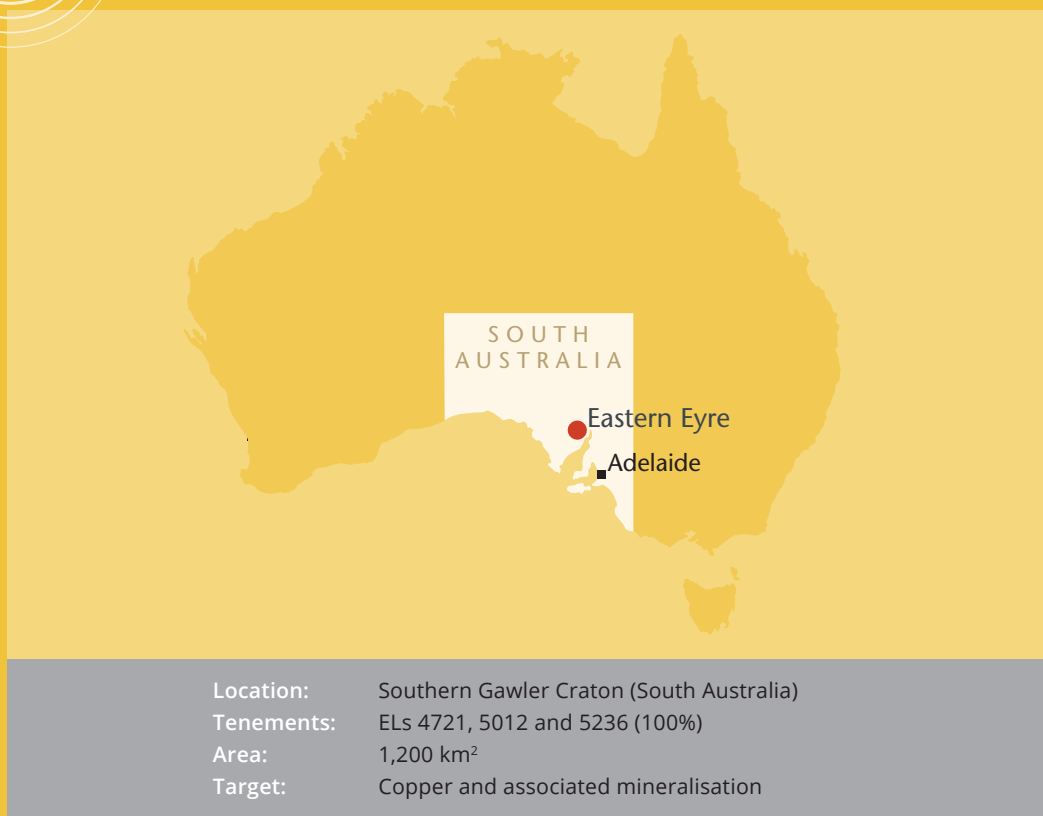 SOUTH
AUSTRALIA
Eastern Eyre
Adelaide
Location: Southern Gawler Craton (South Australia)
Tenements: ELs 4721, 5012 and 5236 (100%)
Area: 1,200 km²
Target: Copper and associated mineralisation